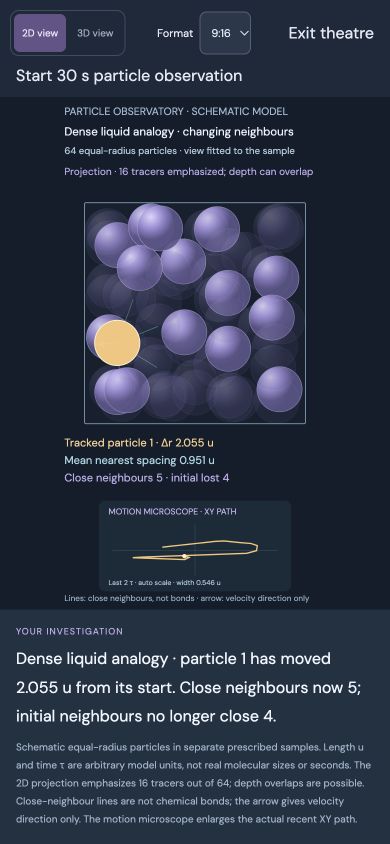 2D view
3D view
Format
9:16
Exit theatre
Start 30 s particle observation
PARTICLE OBSERVATORY · SCHEMATIC MODEL
Dense liquid analogy · changing neighbours
64 equal-radius particles · view fitted to the sample
Projection · 16 tracers emphasized; depth can overlap
Tracked particle 1 · Δr 2.055 u
Mean nearest spacing 0.951 u
Close neighbours 5 · initial lost 4
MOTION MICROSCOPE · XY PATH
Last 2 τ · auto scale · width 0.546 u
Lines: close neighbours, not bonds · arrow: velocity direction only
YOUR INVESTIGATION
Dense liquid analogy · particle 1 has moved
2.055 u from its start. Close neighbours now 5;
initial neighbours no longer close 4.
Schematic equal-radius particles in separate prescribed samples. Length u
and time τ are arbitrary model units, not real molecular sizes or seconds. The
2D projection emphasizes 16 tracers out of 64; depth overlaps are possible.
Close-neighbour lines are not chemical bonds; the arrow gives velocity
direction only. The motion microscope enlarges the actual recent XY path.